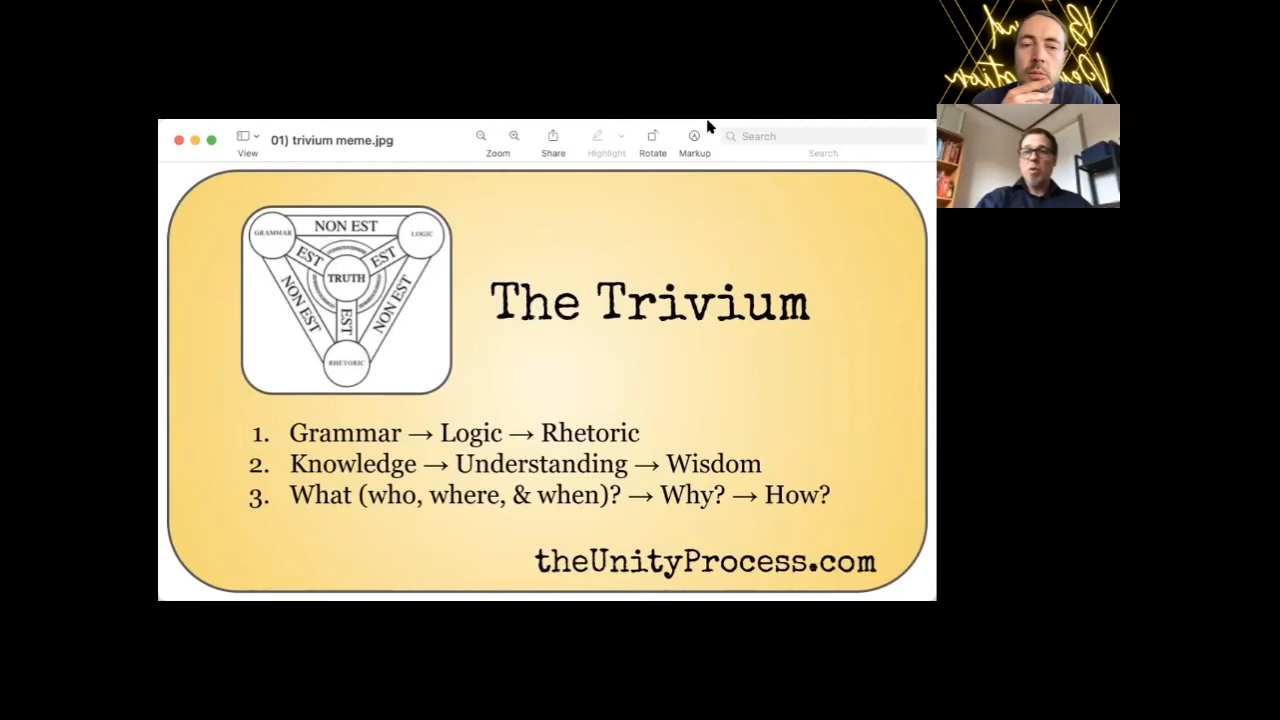 01) trivium meme.jpg
View
Zoom
Share
Highlight
Rotate
Markup
Search
Search
NON EST
GRAMMAR
LOGIC
EST
EST
TRUTH
NON EST
NON EST
EST
RHETORIC
The Trivium
1. Grammar → Logic → Rhetoric
2. Knowledge → Understanding → Wisdom
3. What (who, where, & when)? → Why? → How?
theUnityProcess.com